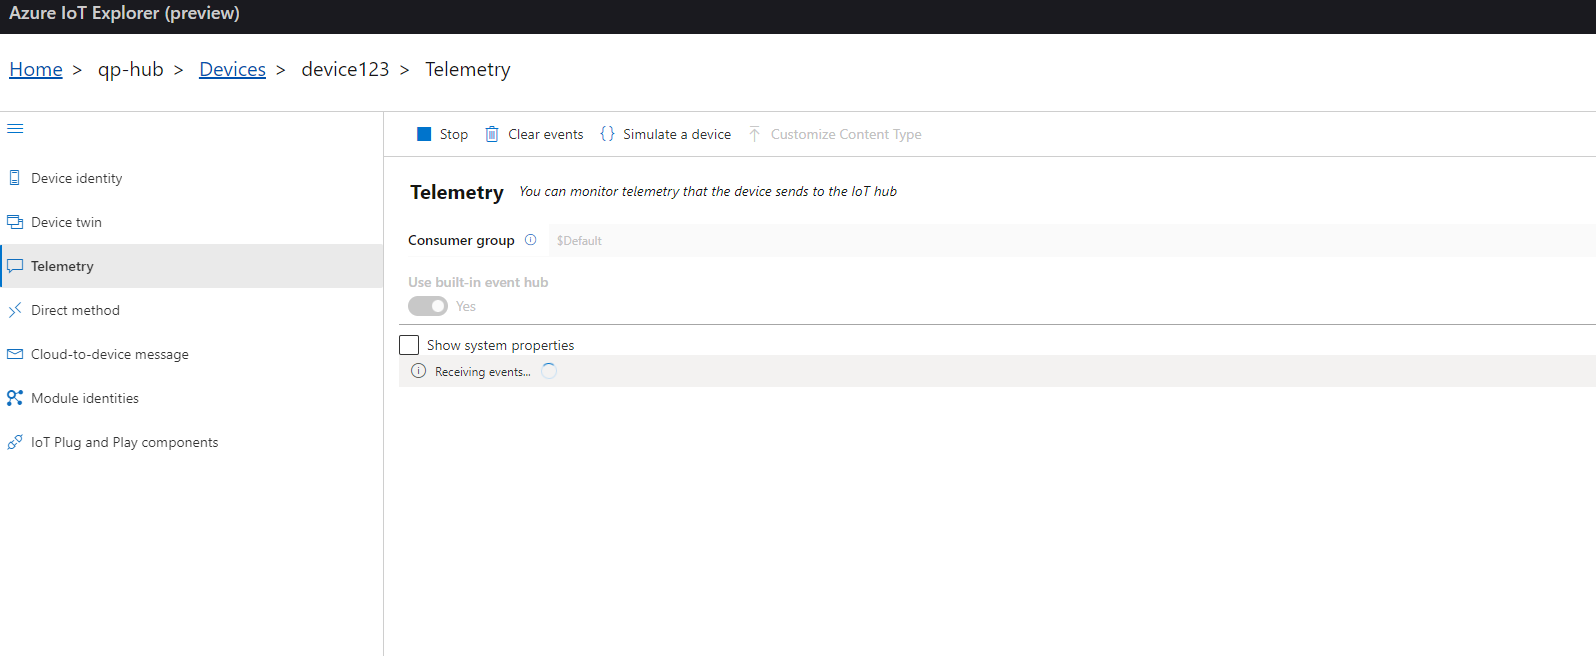 Azure IoT Explorer (preview)
Home > qp-hub > Devices > device123 > Telemetry
Stop Clear events {} Simulate a device Customize Content Type
Device identity
Device twin
Telemetry
Direct method
Cloud-to-device message
Module identities
IoT Plug and Play components
Telemetry You can monitor telemetry that the device sends to the IoT hub
Consumer group $Default
Use built-in event hub
Yes
Show system properties
Receiving events...